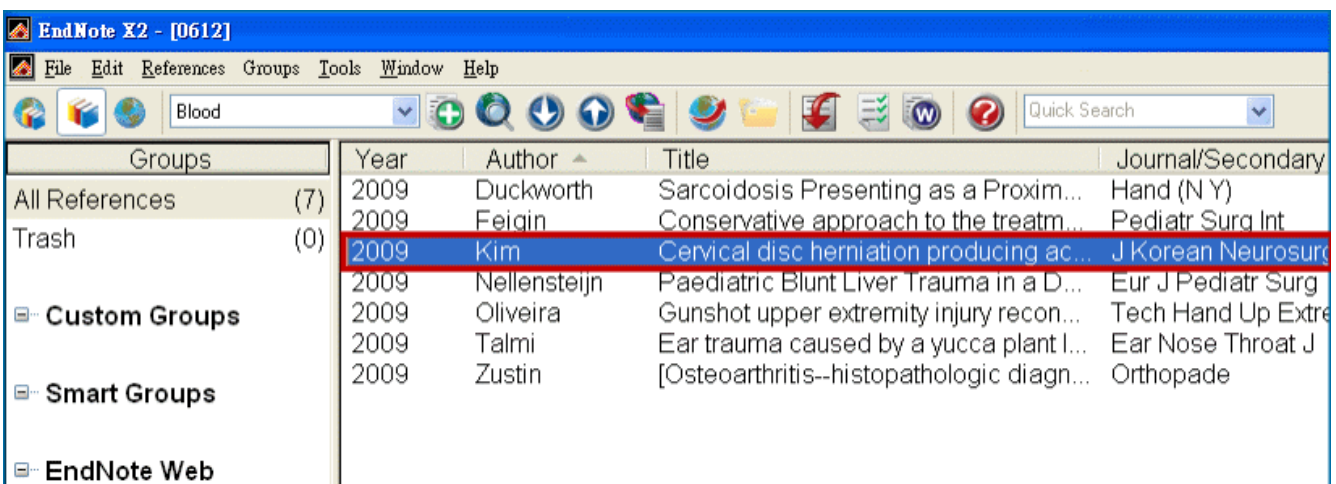 EndNote X2 - [0612]
File Edit References Groups Tools Window Help
Blood Quick Search
Groups Year Author Title Journal/Secondary
All References (7)
Trash (0)
Custom Groups
Smart Groups
EndNote Web
2009 Duckworth Sarcoidosis Presenting as a Proxim... Hand (N Y)
2009 Feigin Conservative approach to the treatm... Pediatr Surg Int
2009 Kim Cervical disc herniation producing ac... J Korean Neurosurg
2009 Nellensteijn Paediatric Blunt Liver Trauma in a D... Eur J Pediatr Surg
2009 Oliveira Gunshot upper extremity injury recon... Tech Hand Up Extre
2009 Talmi Ear trauma caused by a yucca plant l... Ear Nose Throat J
2009 Zustin [Osteoarthritis--histopathologic diagn... Orthopade